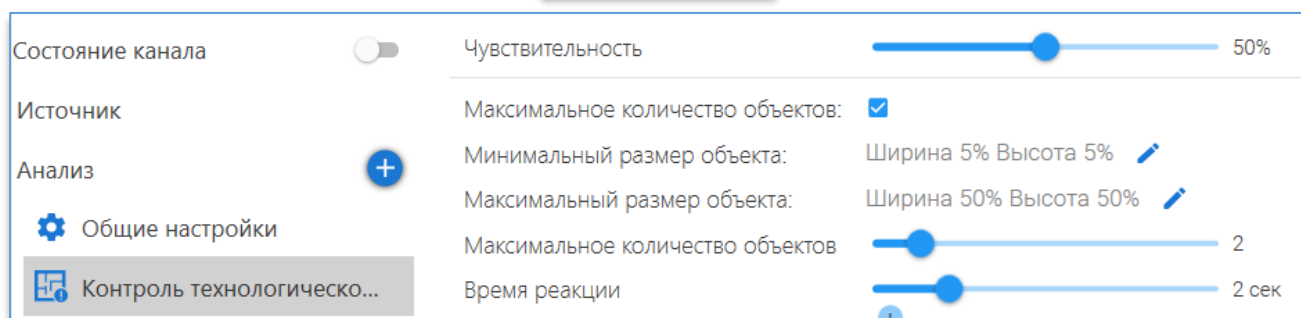 Состояние канала
Источник
Анализ
Общие настройки
Контроль технологическо...
Чувствительность 50%
Максимальное количество объектов:
Минимальный размер объекта: Ширина 5% Высота 5%
Максимальный размер объекта: Ширина 50% Высота 50%
Максимальное количество объектов 2
Время реакции 2 сек